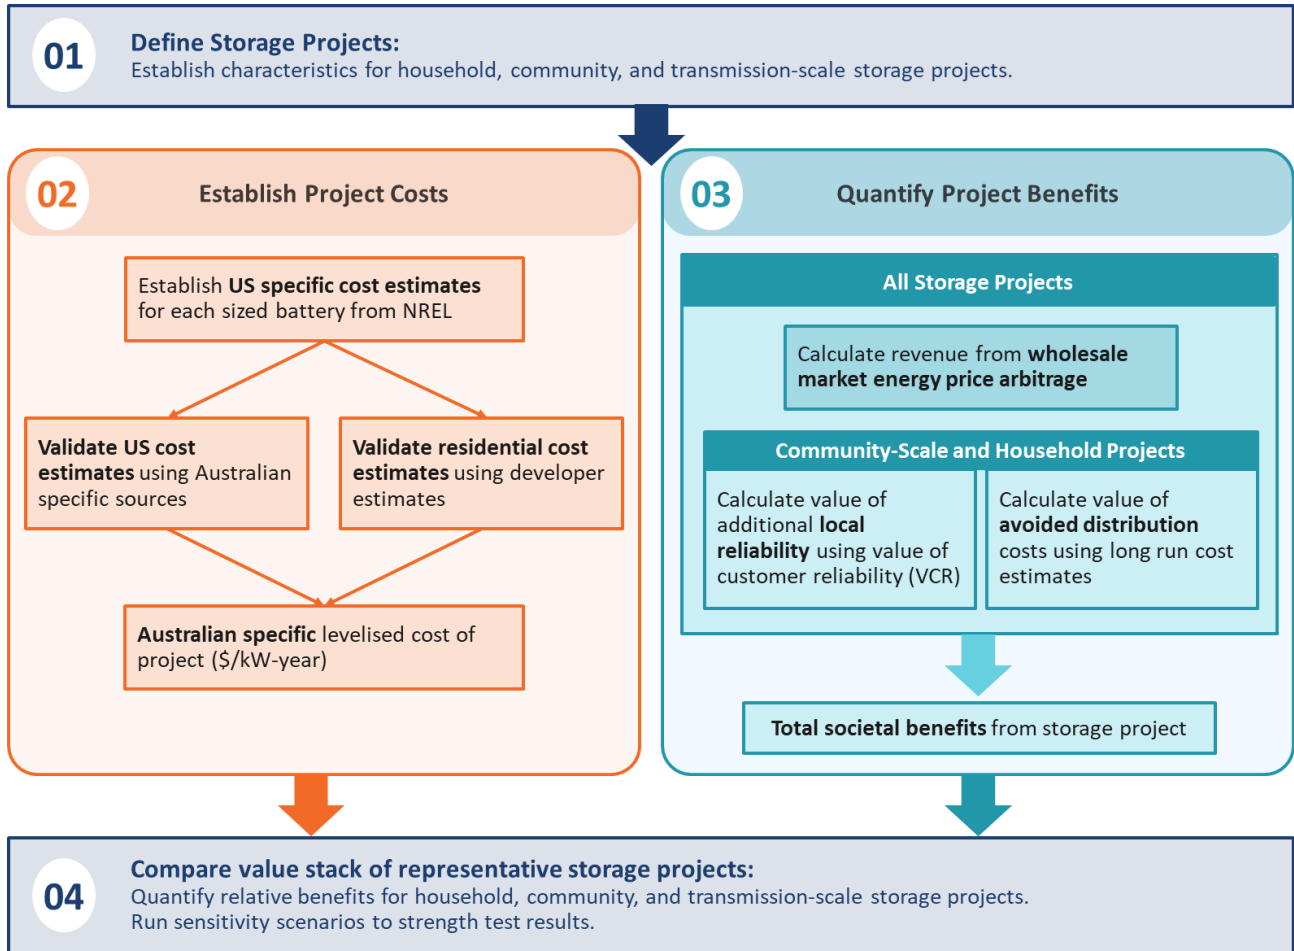 01
Define Storage Projects:
Establish characteristics for household, community, and transmission-scale storage projects.
02
Establish Project Costs
Establish US specific cost estimates
for each sized battery from NREL
Validate US cost
estimates using Australian
specific sources
Validate residential cost
estimates using developer
estimates
Australian specific levelised cost of
project ($/kW-year)
03
Quantify Project Benefits
All Storage Projects
Calculate revenue from wholesale
market energy price arbitrage
Community-Scale and Household Projects
Calculate value of
additional local
reliability using value of
customer reliability (VCR)
Calculate value of
avoided distribution
costs using long run cost
estimates
Total societal benefits from storage project
04
Compare value stack of representative storage projects:
Quantify relative benefits for household, community, and transmission-scale storage projects.
Run sensitivity scenarios to strength test results.